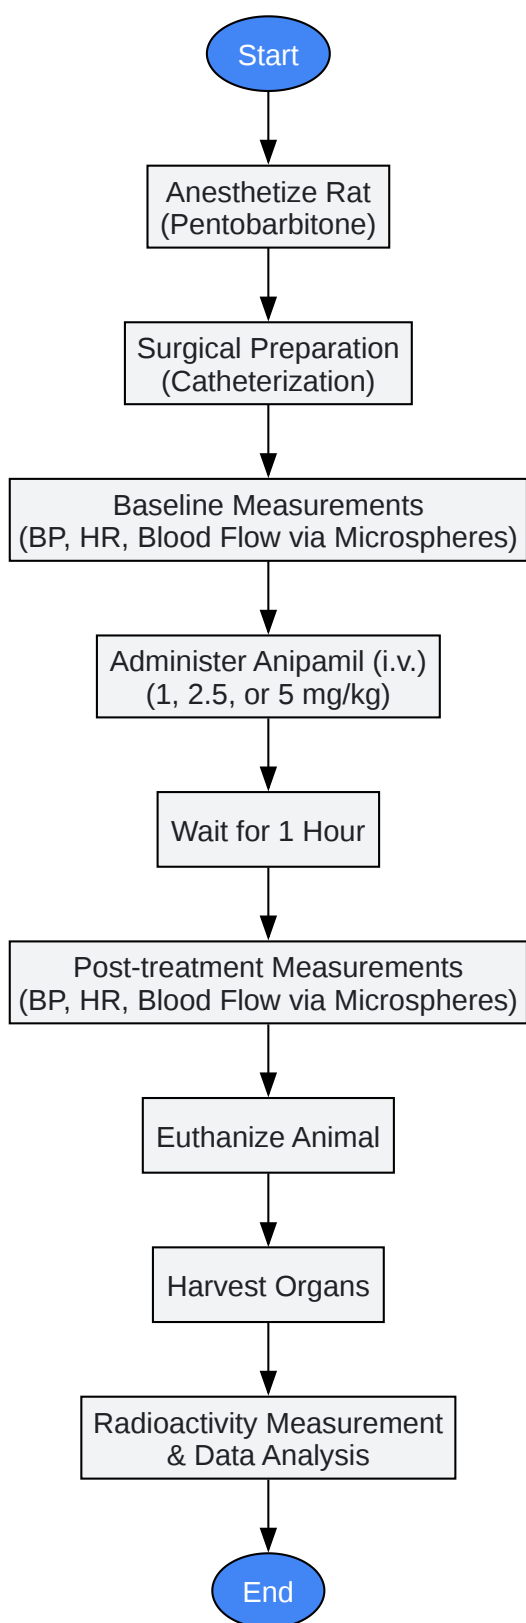 Start
Anesthetize Rat
(Pentobarbitone)
Surgical Preparation
(Catheterization)
Baseline Measurements
(BP, HR, Blood Flow via Microspheres)
Administer Anipamil (i.v.)
(1, 2.5, or 5 mg/kg)
Wait for 1 Hour
Post-treatment Measurements
(BP, HR, Blood Flow via Microspheres)
Euthanize Animal
Harvest Organs
Radioactivity Measurement
& Data Analysis
End